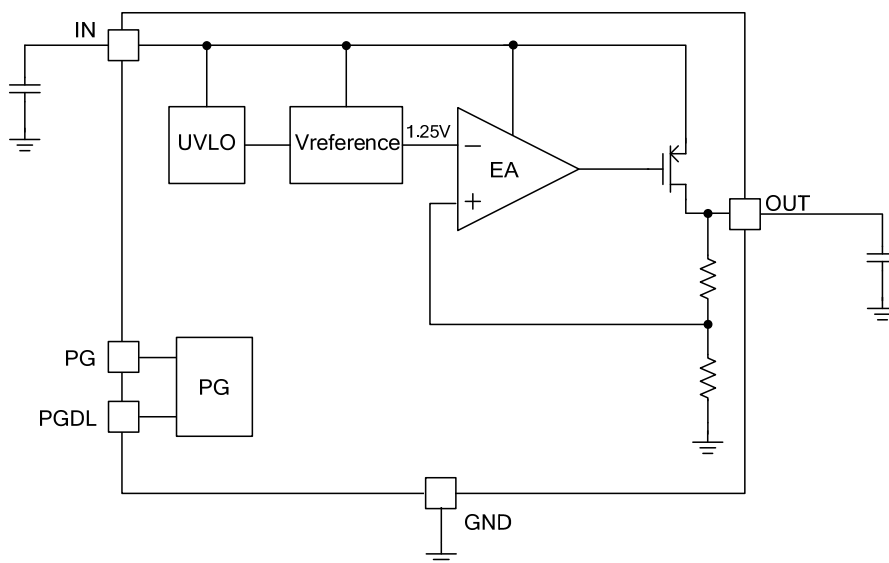 IN
UVLO
Vreference
1.25V
−
EA
+
OUT
PG
PG
PGDL
GND